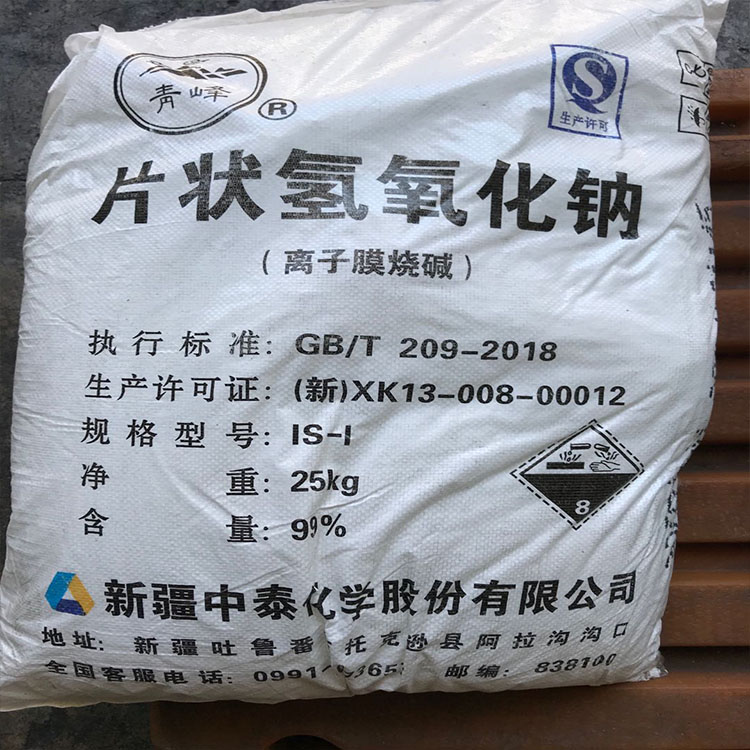 青峰
®
生产许可
片状氢氧化钠
(离子膜烧碱)
执行标准: GB/T 209-2018
生产许可证: (新)XK13-008-00012
规格型号: IS-I
净 重: 25kg
含 量: 99%
8
新疆中泰化学股份有限公司
地址: 新疆吐鲁番 托克逊县阿拉沟沟口
全国客服电话: 0991- 365 邮编: 838100